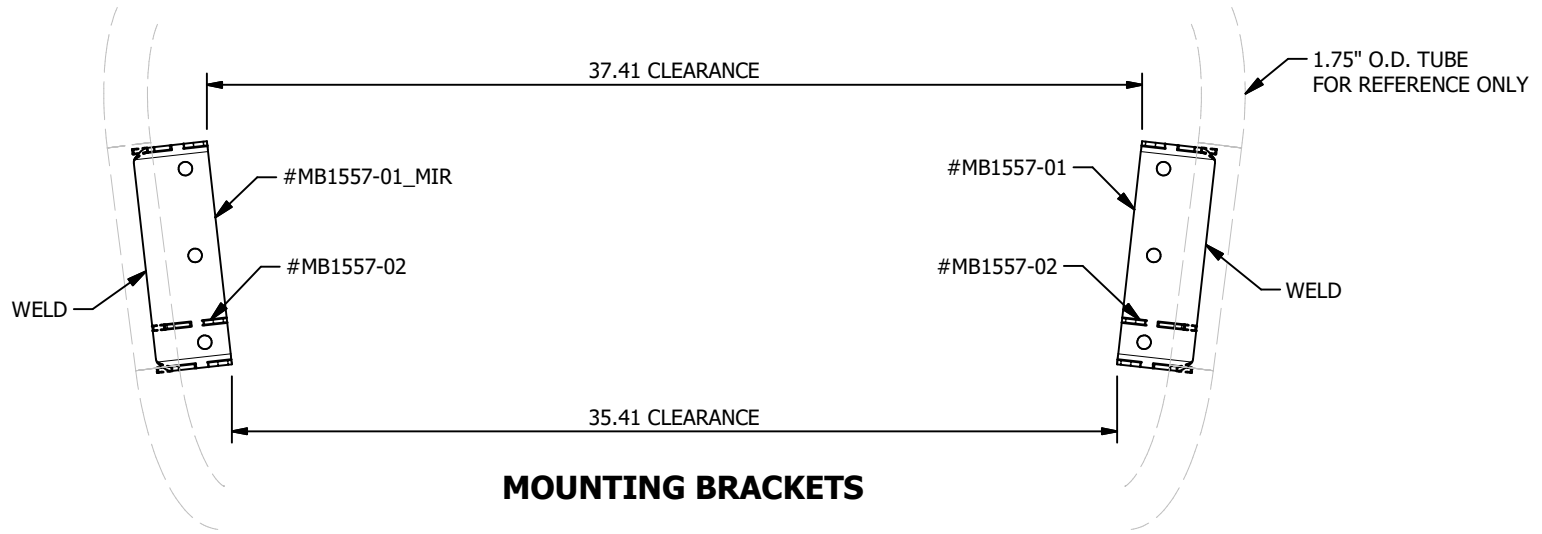 37.41 CLEARANCE
1.75" O.D. TUBE
FOR REFERENCE ONLY
#MB1557-01_MIR
#MB1557-01
#MB1557-02
#MB1557-02
WELD
WELD
35.41 CLEARANCE
MOUNTING BRACKETS